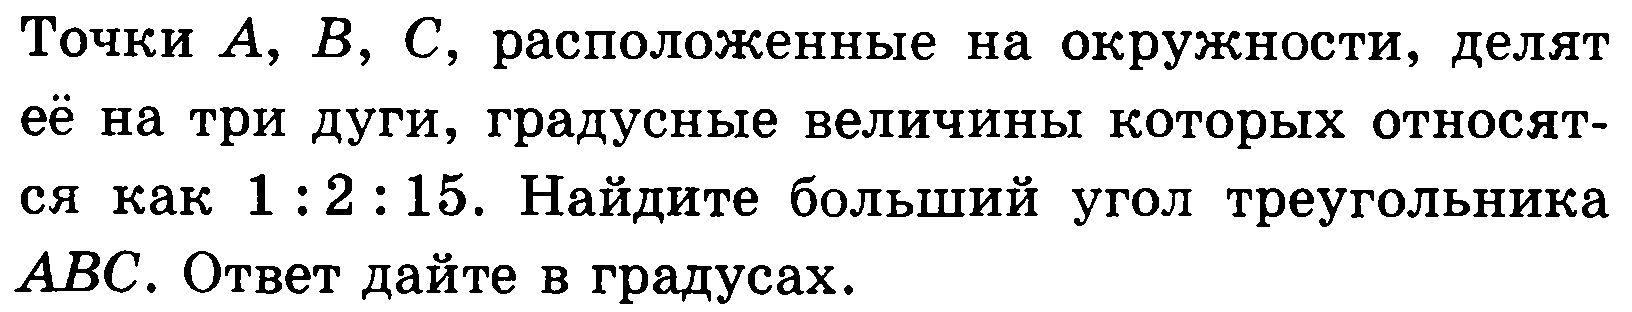 Точки A, B, C, расположенные на окружности, делят
её на три дуги, градусные величины которых относят-
ся как 1 : 2 : 15. Найдите больший угол треугольника
ABC. Ответ дайте в градусах.